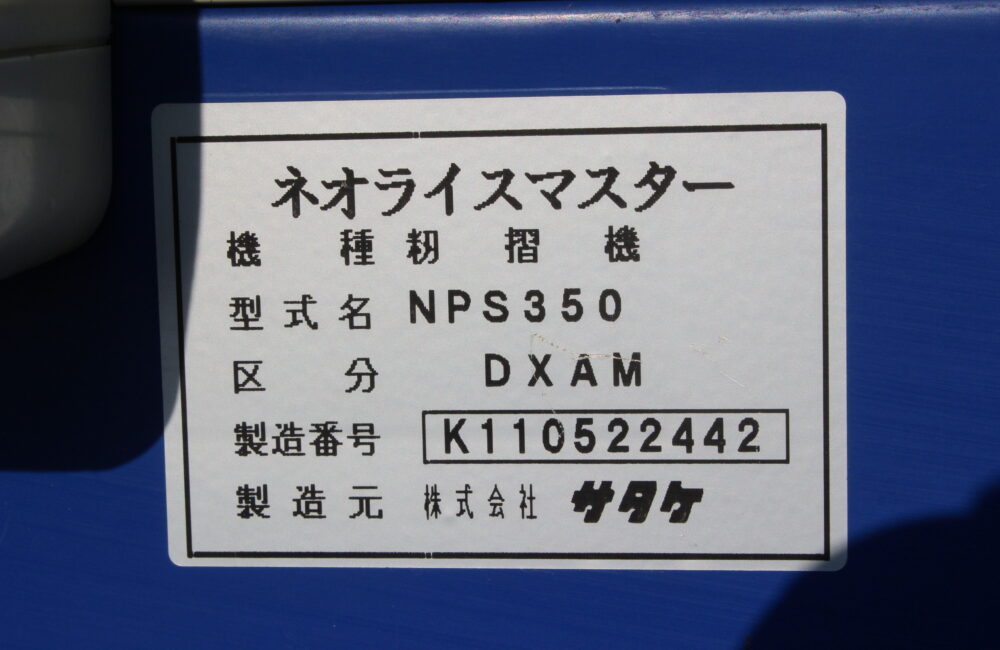 ネオライスマスター
機種 籾摺機
型式名 NPS350
区分 DXAM
製造番号 K110522442
製造元 株式会社 サタケ